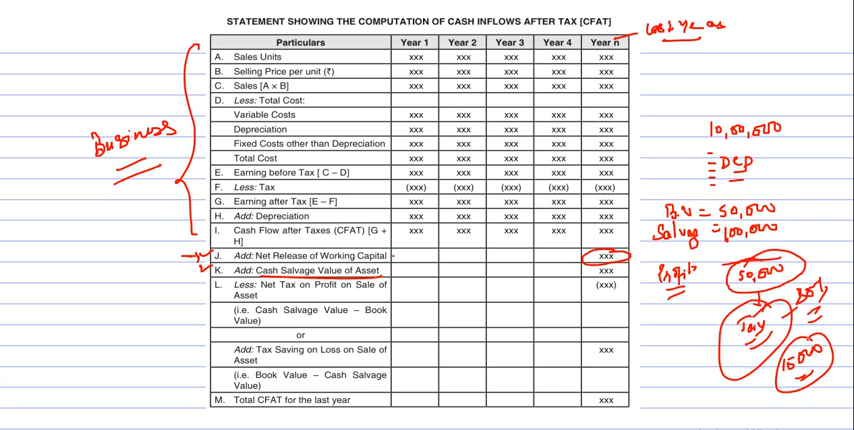 STATEMENT SHOWING THE COMPUTATION OF CASH INFLOWS AFTER TAX [CFAT]
Particulars Year 1 Year 2 Year 3 Year 4 Year n
A. Sales Units xxx xxx xxx xxx xxx
B. Selling Price per unit (₹) xxx xxx xxx xxx xxx
C. Sales [A × B] xxx xxx xxx xxx xxx
D. Less: Total Cost:
Variable Costs xxx xxx xxx xxx xxx
Depreciation xxx xxx xxx xxx xxx
Fixed Costs other than Depreciation xxx xxx xxx xxx xxx
Total Cost xxx xxx xxx xxx xxx
E. Earning before Tax [ C – D] xxx xxx xxx xxx xxx
F. Less: Tax (xxx) (xxx) (xxx) (xxx) (xxx)
G. Earning after Tax [E – F] xxx xxx xxx xxx xxx
H. Add: Depreciation xxx xxx xxx xxx xxx
I. Cash Flow after Taxes (CFAT) [G + xxx xxx xxx xxx xxx
H]
J. Add: Net Release of Working Capital xxx
K. Add: Cash Salvage Value of Asset xxx
L. Less: Net Tax on Profit on Sale of (xxx)
Asset
(i.e. Cash Salvage Value – Book
Value)
or
Add: Tax Saving on Loss on Sale of xxx
Asset
(i.e. Book Value – Cash Salvage
Value)
M. Total CFAT for the last year xxx
Business
10,00,000
Dep
B.V = 50,000
Salvag = 100,000
Profit 50,000
30%
Tax
15000